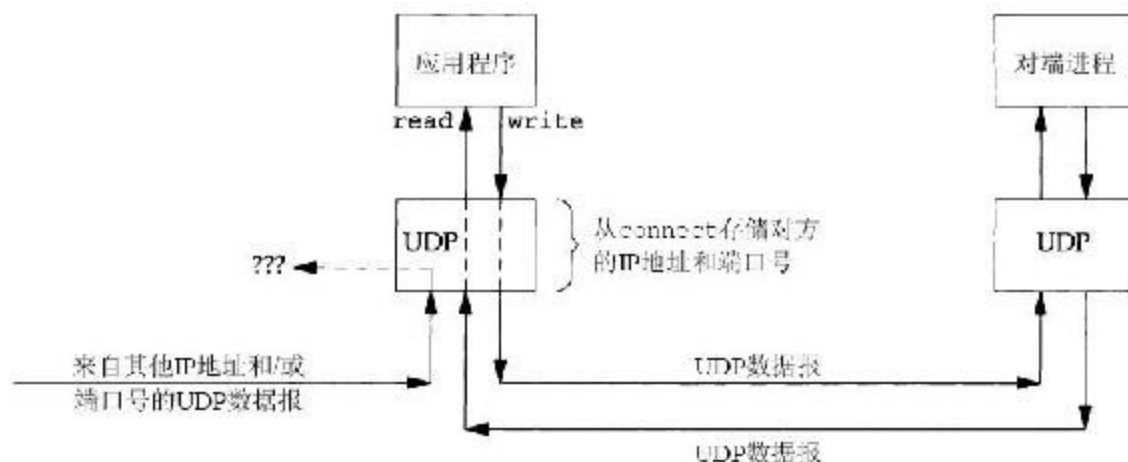 应用程序
对端进程
read
write
UDP
从connect存储对方
的IP地址和端口号
UDP
???
来自其他IP地址和/或
端口号的UDP数据报
UDP数据报
UDP数据报